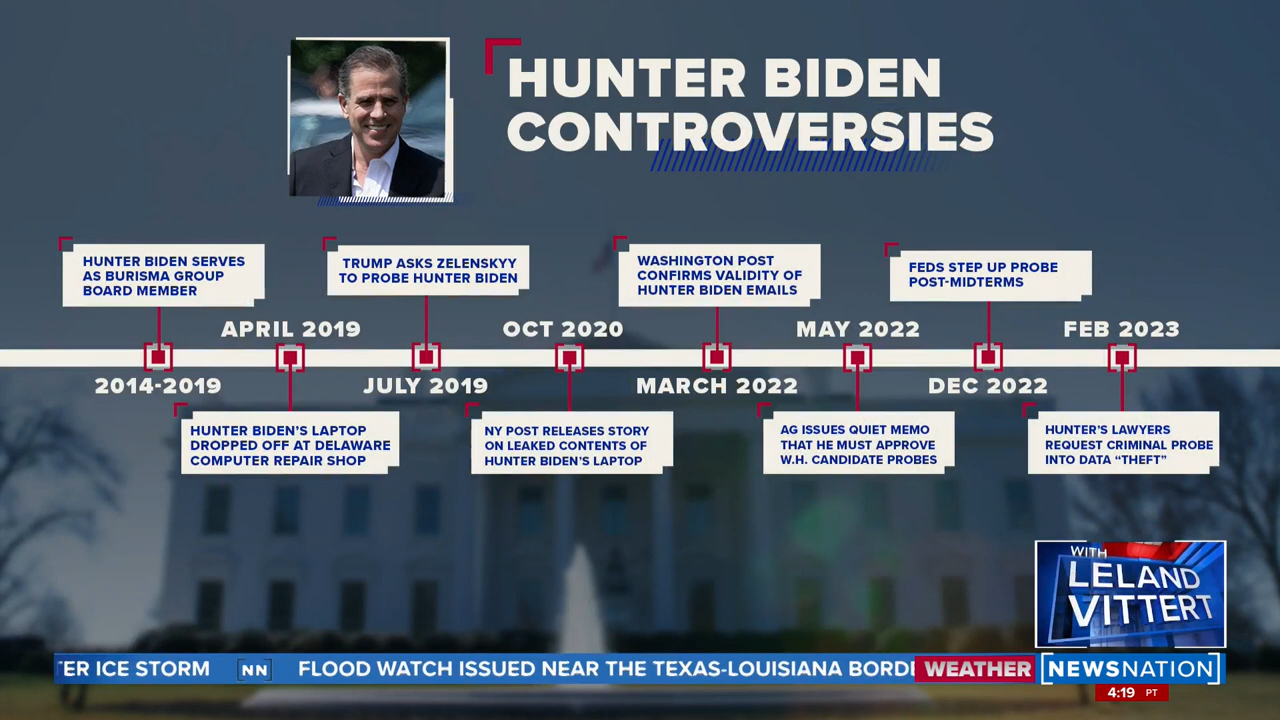 HUNTER BIDEN
CONTROVERSIES
HUNTER BIDEN SERVES
AS BURISMA GROUP
BOARD MEMBER
2014-2019
APRIL 2019
HUNTER BIDEN'S LAPTOP
DROPPED OFF AT DELAWARE
COMPUTER REPAIR SHOP
TRUMP ASKS ZELENSKYY
TO PROBE HUNTER BIDEN
JULY 2019
OCT 2020
NY POST RELEASES STORY
ON LEAKED CONTENTS OF
HUNTER BIDEN'S LAPTOP
WASHINGTON POST
CONFIRMS VALIDITY OF
HUNTER BIDEN EMAILS
MARCH 2022
MAY 2022
AG ISSUES QUIET MEMO
THAT HE MUST APPROVE
W.H. CANDIDATE PROBES
FEDS STEP UP PROBE
POST-MIDTERMS
DEC 2022
FEB 2023
HUNTER'S LAWYERS
REQUEST CRIMINAL PROBE
INTO DATA "THEFT"
WITH
LELAND
VITTERT
ER ICE STORM NN FLOOD WATCH ISSUED NEAR THE TEXAS-LOUISIANA BORD WEATHER NEWSNATION
4:19 PT